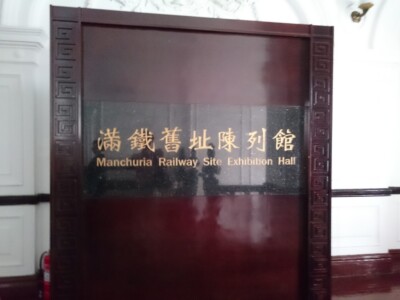 滿鐵舊址陳列館
Manchuria Railway Site Exhibition Hall